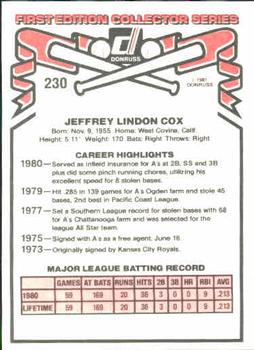 FIRST EDITION COLLECTOR SERIES
DONRUSS
230
© 1981
DONRUSS
JEFFREY LINDON COX
Born: Nov. 9, 1955 Home: West Covina, Calif.
Height: 5'11" Weight: 170 Bats: Right Throws: Right
CAREER HIGHLIGHTS
1980—Served as infield insurance for A's at 2B, SS and 3B
plus did some pinch running chores, utilizing his
excellent speed for 8 stolen bases.
1979—Hit .285 in 139 games for A's Ogden farm and stole 45
bases, 2nd best in Pacific Coast League.
1977—Set a Southern League record for stolen bases with 68
for A's Chattanooga farm and was selected for the
league All Star team.
1975—Signed with A's as a free agent, June 16
1973—Originally signed by Kansas City Royals.
MAJOR LEAGUE BATTING RECORD
GAMES AT BATS RUNS HITS 2B 3B HR RBI AVG
1980 59 169 20 36 3 0 0 9 .213
LIFETIME 59 169 20 36 3 0 0 9 .213